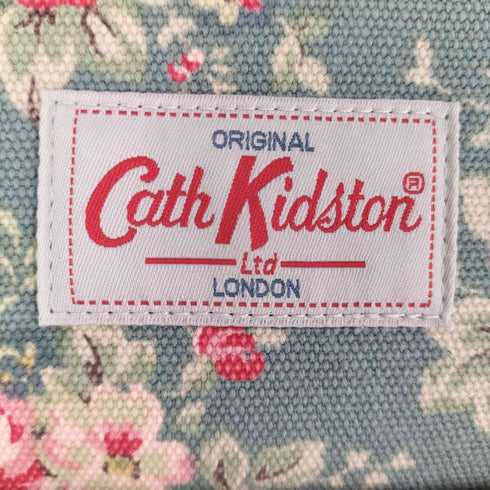 ORIGINAL
Cath Kidston®
Ltd
LONDON